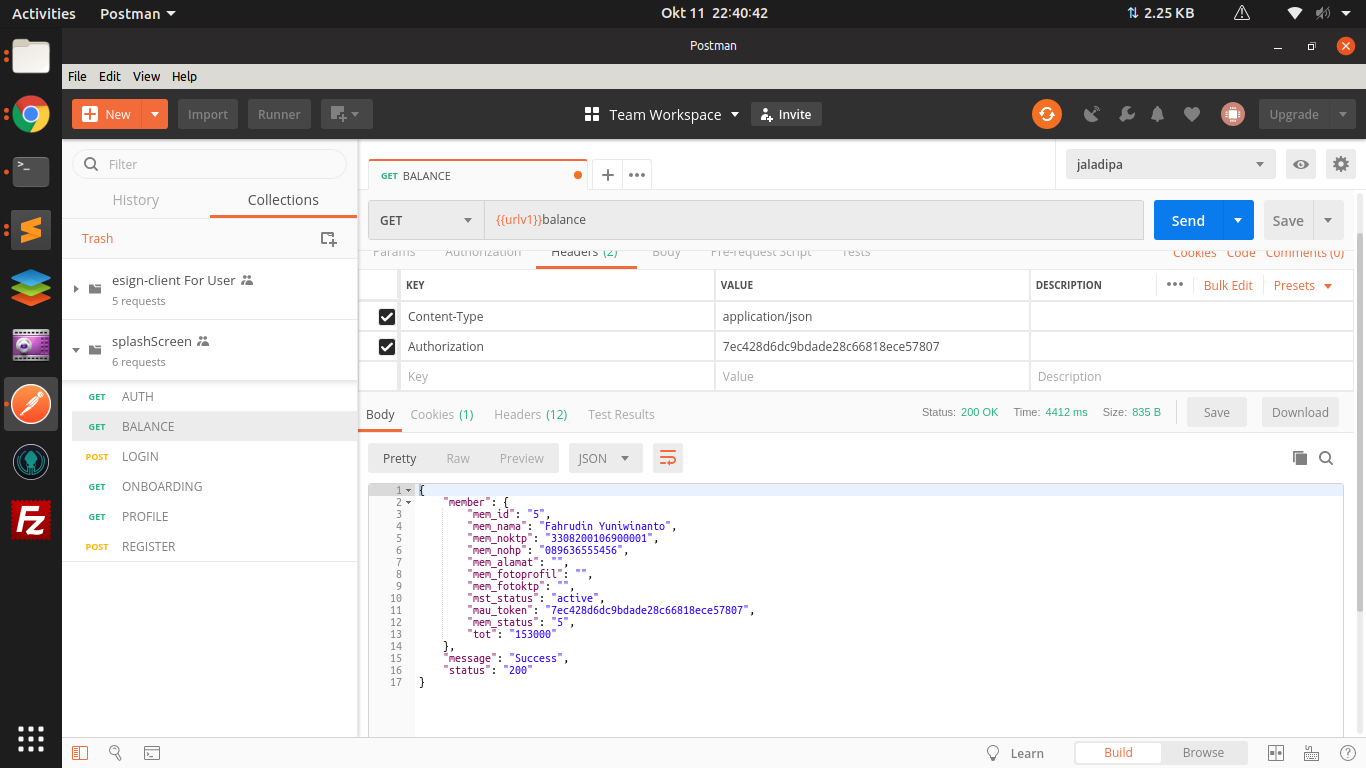 Activities Postman Okt 11 22:40:42 2.25 KB
Postman
File Edit View Help
New Import Runner Team Workspace Invite Upgrade
Filter
History Collections
Trash
esign-client For User
5 requests
splashScreen
6 requests
GET AUTH
GET BALANCE
POST LOGIN
GET ONBOARDING
GET PROFILE
POST REGISTER
GET BALANCE
jaladipa
GET {{urlv1}}balance Send Save
Params Authorization Headers (2) Body Pre-request Script Tests Cookies Code Comments (0)
KEY VALUE DESCRIPTION Bulk Edit Presets
Content-Type application/json
Authorization 7ec428d6dc9bdade28c66818ece57807
Key Value Description
Body Cookies (1) Headers (12) Test Results Status: 200 OK Time: 4412 ms Size: 835 B Save Download
Pretty Raw Preview JSON
1 {
2 "member": {
3 "mem_id": "5",
4 "mem_nama": "Fahrudin Yuniwinanto",
5 "mem_noktp": "3308200106900001",
6 "mem_nohp": "089636555456",
7 "mem_alamat": "",
8 "mem_fotoprofil": "",
9 "mem_fotoktp": "",
10 "mst_status": "active",
11 "mau_token": "7ec428d6dc9bdade28c66818ece57807",
12 "mem_status": "5",
13 "tot": "153000"
14 },
15 "message": "Success",
16 "status": "200"
17 }
Learn Build Browse